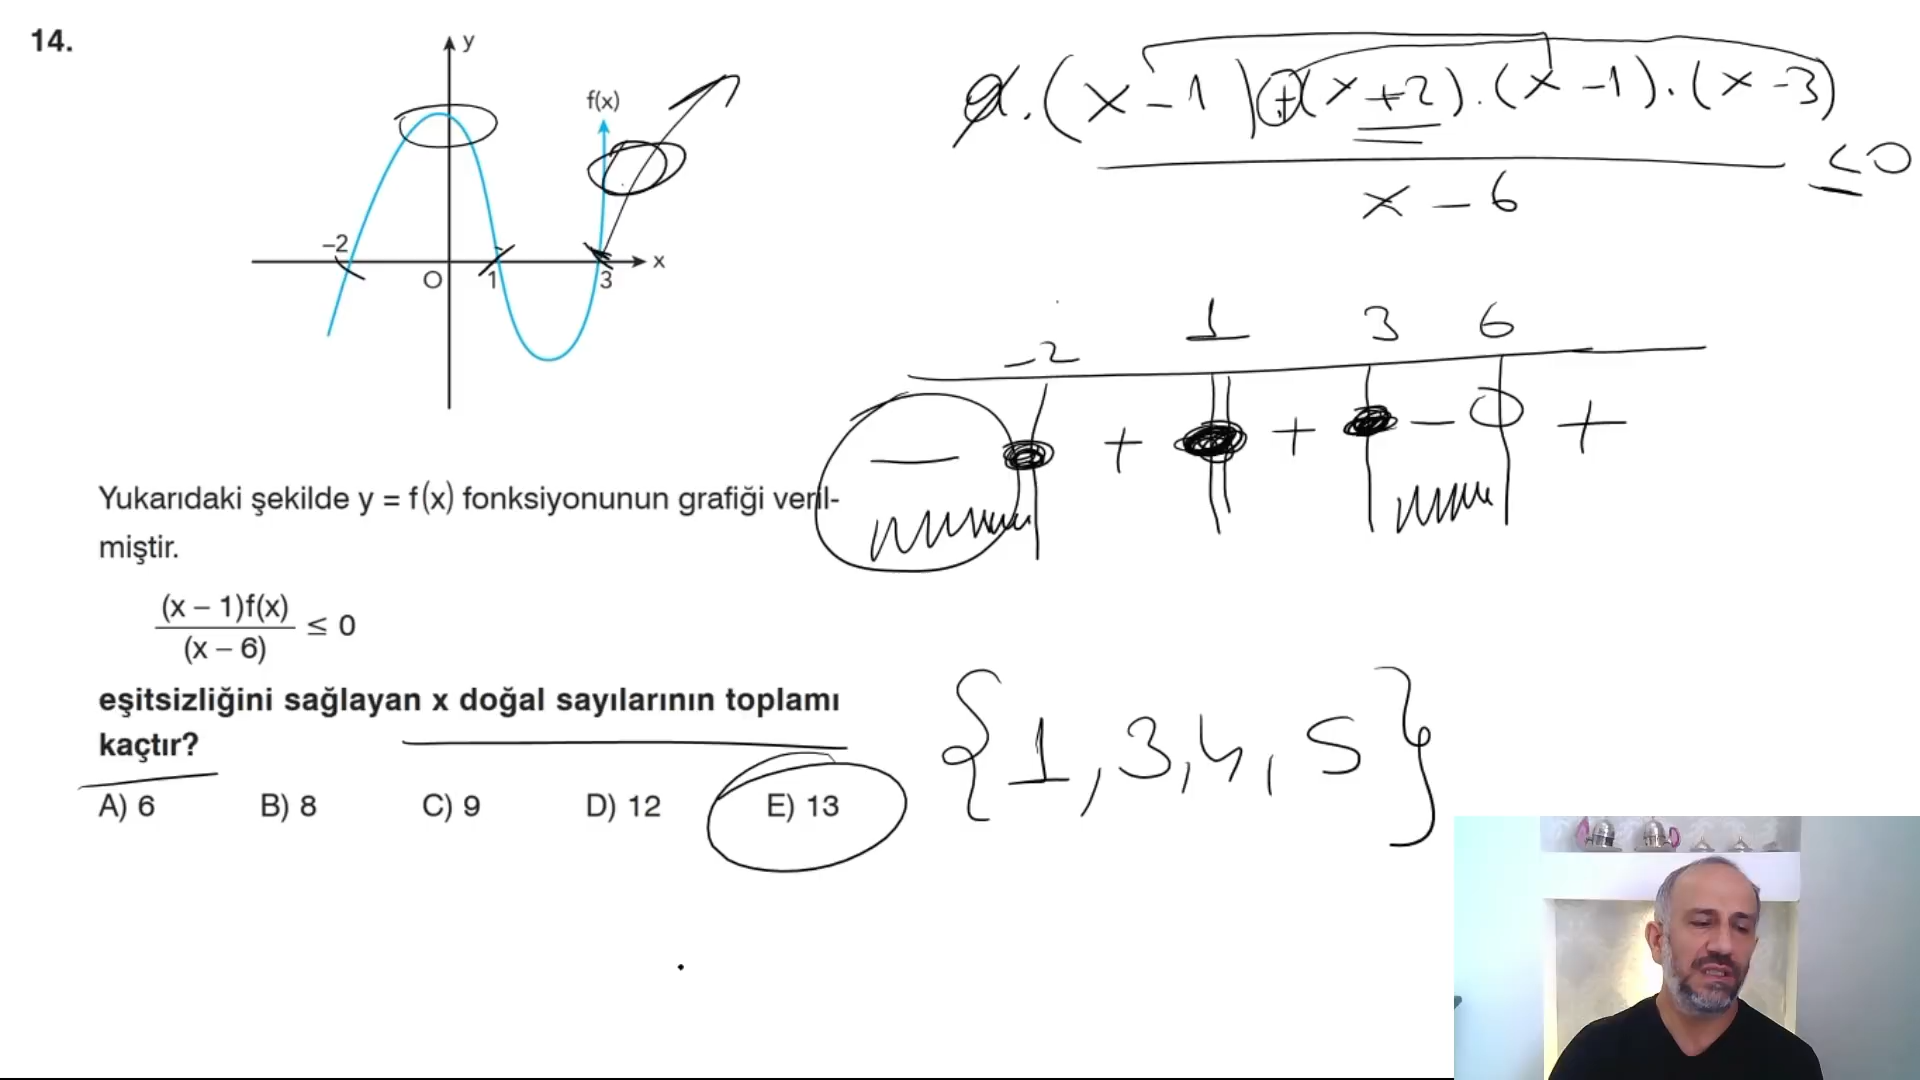 14.
y
f(x)
-2
O
1
3
x
Yukarıdaki şekilde y = f(x) fonksiyonunun grafiği veril-
miştir.
(x – 1)f(x)
(x – 6)
≤ 0
eşitsizliğini sağlayan x doğal sayılarının toplamı
kaçtır?
A) 6 B) 8 C) 9 D) 12 E) 13
a.(x-1)+(x+2).(x-1).(x-3)
x-6
≤0
-2 1 3 6
- + + - +
{1,3,4,5}